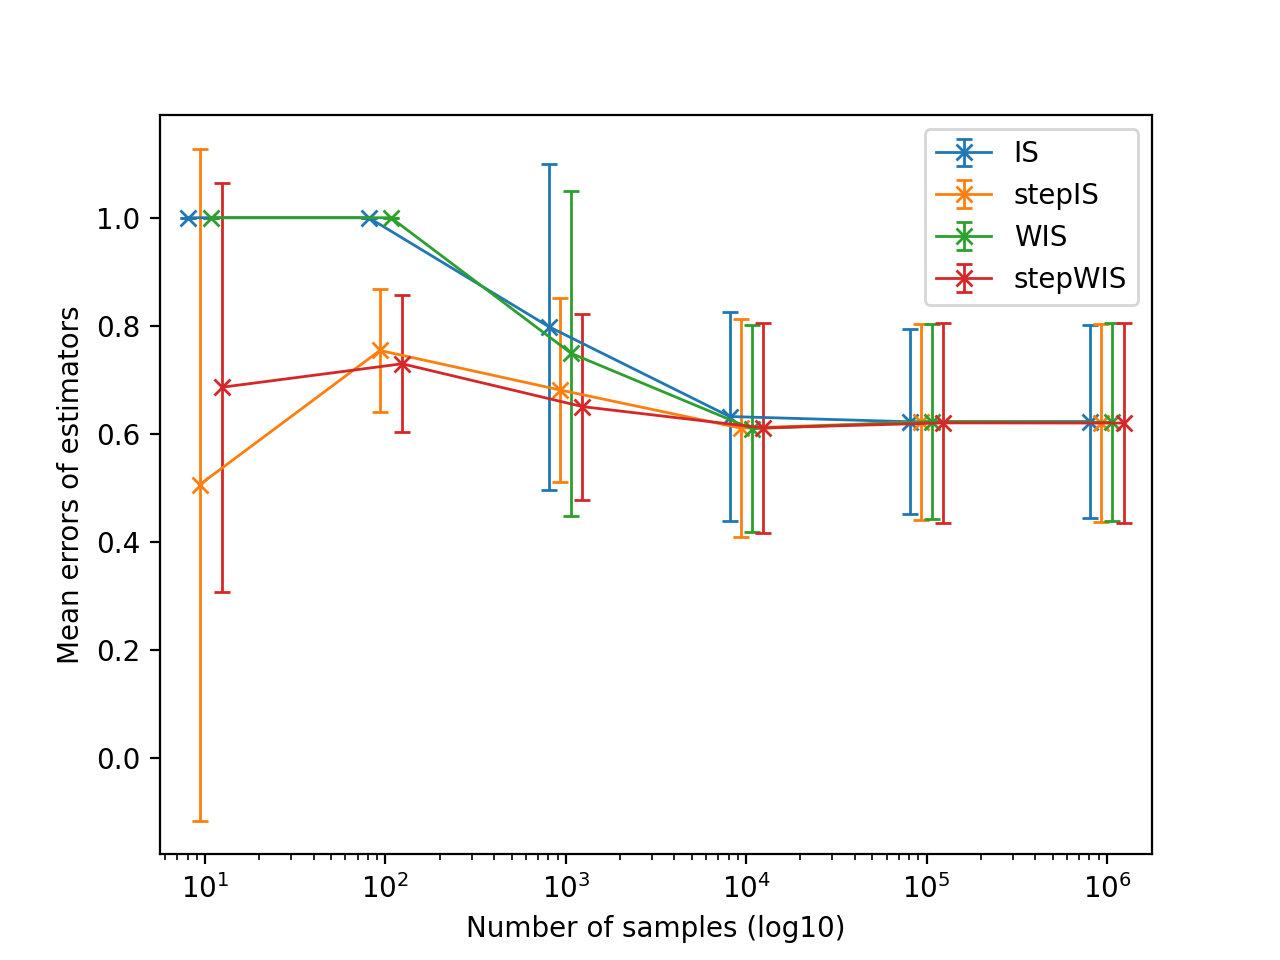 IS
stepIS
WIS
stepWIS
1.0
0.8
0.6
0.4
0.2
0.0
Mean errors of estimators
10¹ 10² 10³ 10⁴ 10⁵ 10⁶
Number of samples (log10)